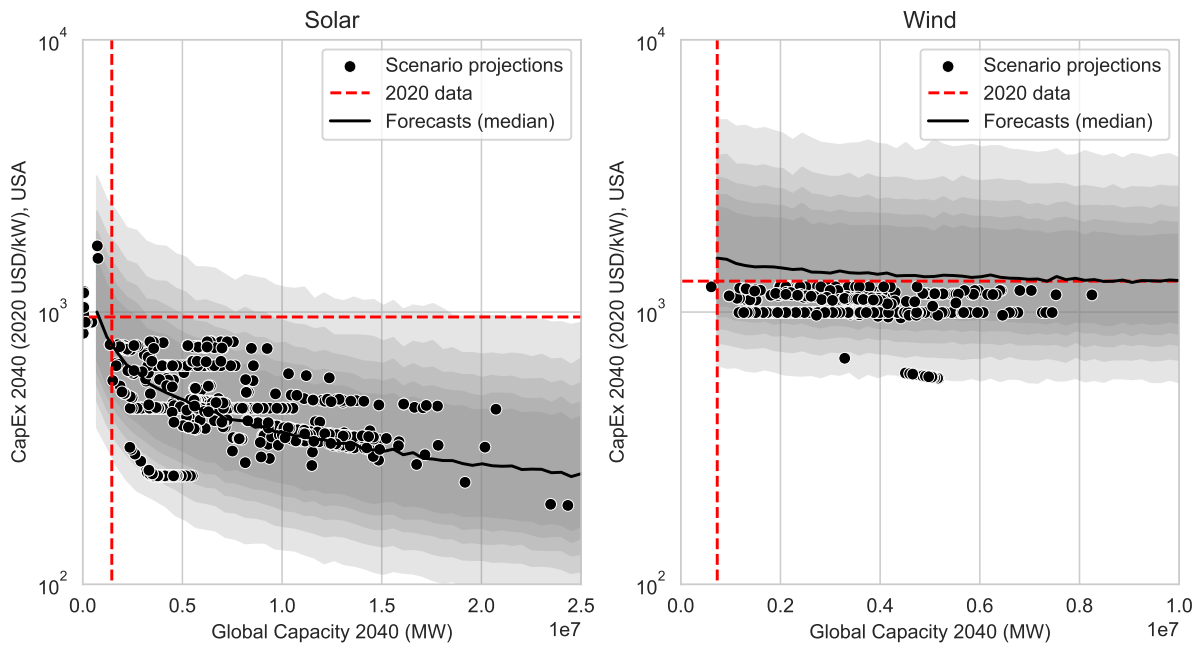 Solar
10^4
10^3
10^2
CapEx 2040 (2020 USD/kW), USA
Scenario projections
2020 data
Forecasts (median)
0.0 0.5 1.0 1.5 2.0 2.5
1e7
Global Capacity 2040 (MW)
Wind
10^4
10^3
10^2
CapEx 2040 (2020 USD/kW), USA
Scenario projections
2020 data
Forecasts (median)
0.0 0.2 0.4 0.6 0.8 1.0
1e7
Global Capacity 2040 (MW)